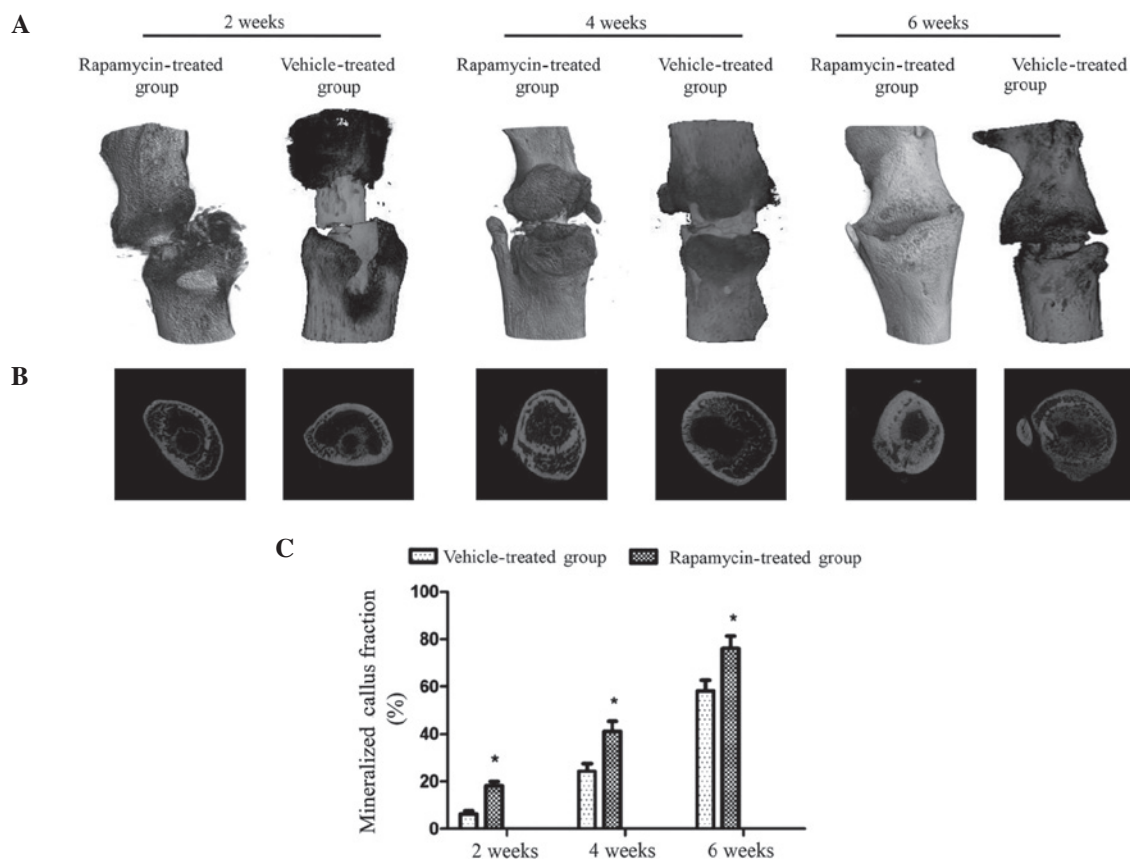 A
2 weeks 4 weeks 6 weeks
Rapamycin-treated group Vehicle-treated group Rapamycin-treated group Vehicle-treated group Rapamycin-treated group Vehicle-treated group
B
C
Vehicle-treated group Rapamycin-treated group
Mineralized callus fraction
(%)
100
80
60
40
20
0
* * *
2 weeks 4 weeks 6 weeks